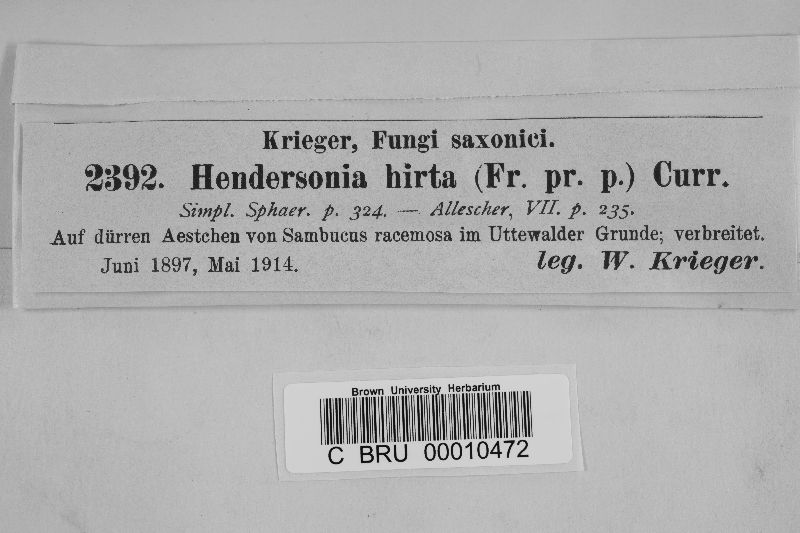 Krieger, Fungi saxonici.
2392. Hendersonia hirta (Fr. pr. p.) Curr.
Simpl. Sphaer. p. 324. — Allescher, VII. p. 235.
Auf dürren Aestchen von Sambucus racemosa im Uttewalder Grunde; verbreitet.
Juni 1897, Mai 1914. leg. W. Krieger.
Brown University Herbarium
C BRU 00010472